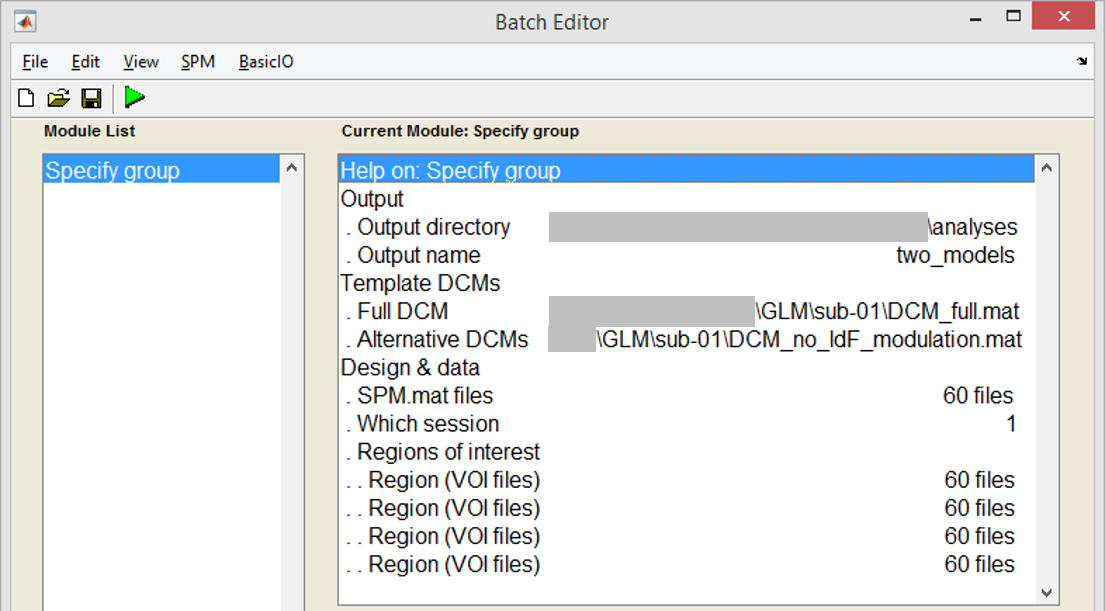 Batch Editor
File Edit View SPM BasicIO
Module List
Current Module: Specify group
Specify group
Help on: Specify group
Output
. Output directory \analyses
. Output name two_models
Template DCMs
. Full DCM \GLM\sub-01\DCM_full.mat
. Alternative DCMs \GLM\sub-01\DCM_no_ldF_modulation.mat
Design & data
. SPM.mat files 60 files
. Which session 1
. Regions of interest
. . Region (VOI files) 60 files
. . Region (VOI files) 60 files
. . Region (VOI files) 60 files
. . Region (VOI files) 60 files